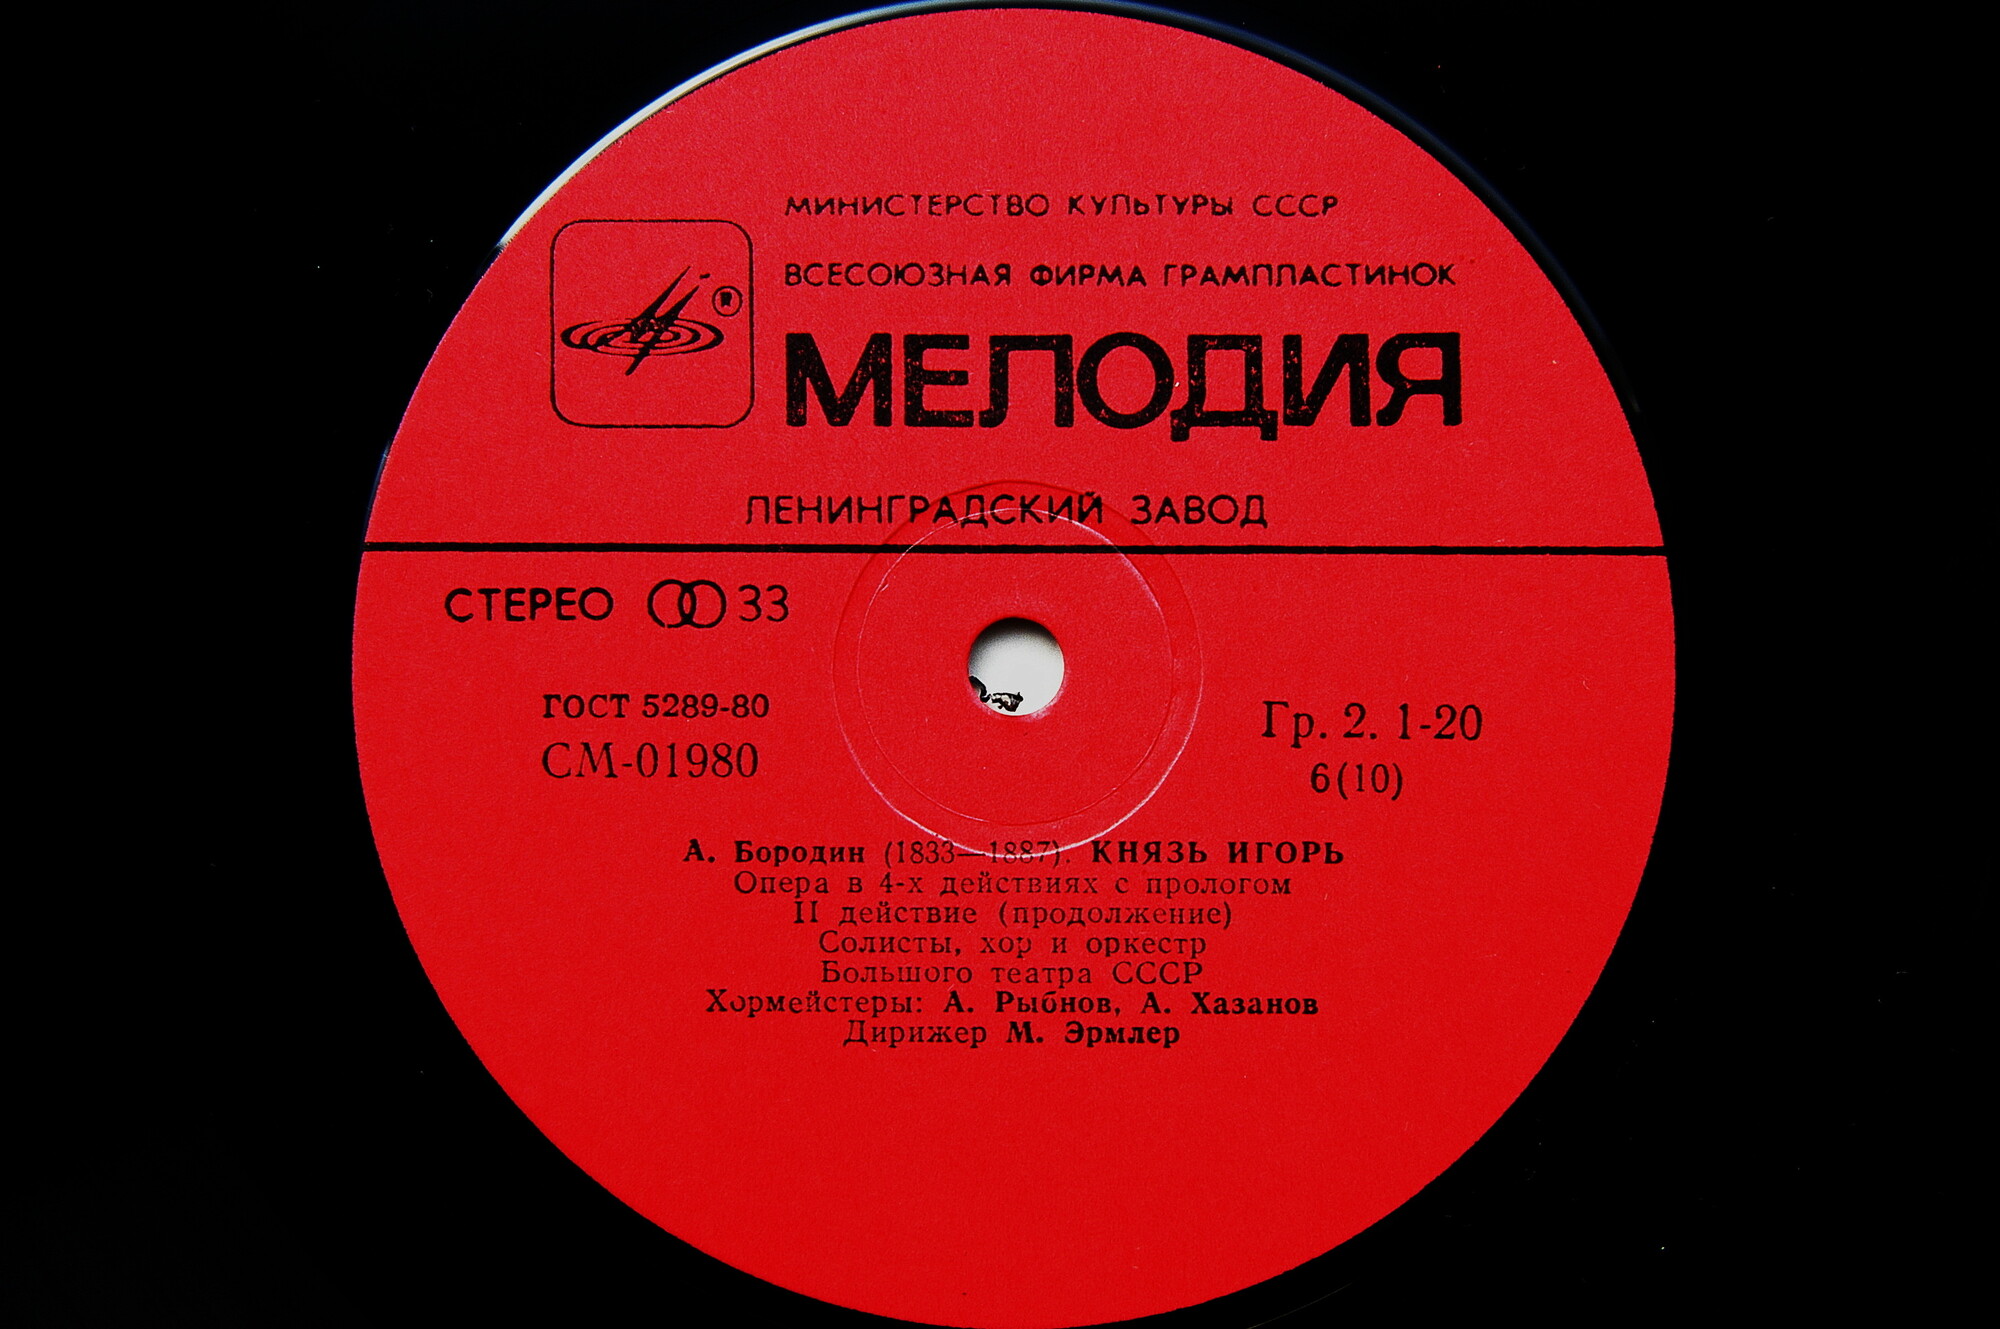 МИНИСТЕРСТВО КУЛЬТУРЫ СССР
ВСЕСОЮЗНАЯ ФИРМА ГРАМПЛАСТИНОК
®
МЕЛОДИЯ
ЛЕНИНГРАДСКИЙ ЗАВОД
СТЕРЕО 33
ГОСТ 5289-80
СМ-01980
Гр. 2. 1-20
6(10)
А. Бородин (1833—1887). КНЯЗЬ ИГОРЬ
Опера в 4-х действиях с прологом
II действие (продолжение)
Солисты, хор и оркестр
Большого театра СССР
Хормейстеры: А. Рыбнов, А. Хазанов
Дирижер М. Эрмлер